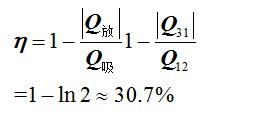 η = 1 − |Q放|/Q吸 1 − |Q31|/Q12
=1 − ln 2 ≈ 30.7%